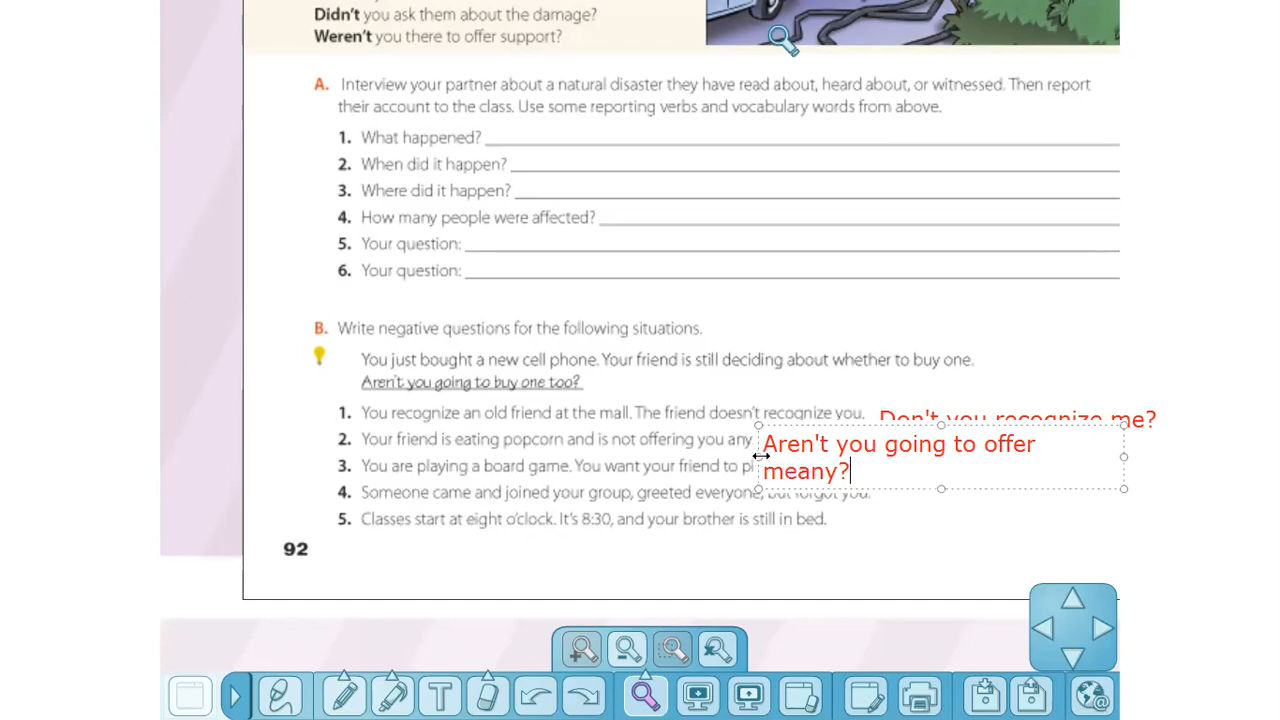 Didn't you ask them about the damage?
Weren't you there to offer support?
A. Interview your partner about a natural disaster they have read about, heard about, or witnessed. Then report
their account to the class. Use some reporting verbs and vocabulary words from above.
1. What happened?
2. When did it happen?
3. Where did it happen?
4. How many people were affected?
5. Your question:
6. Your question:
B. Write negative questions for the following situations.
You just bought a new cell phone. Your friend is still deciding about whether to buy one.
Aren't you going to buy one too?
1. You recognize an old friend at the mall. The friend doesn't recognize you. Don't you recognize me?
2. Your friend is eating popcorn and is not offering you any
Aren't you going to offer
meany?
3. You are playing a board game. You want your friend to
4. Someone came and joined your group, greeted everyone, but forgot you.
5. Classes start at eight o'clock. It's 8:30, and your brother is still in bed.
92
T